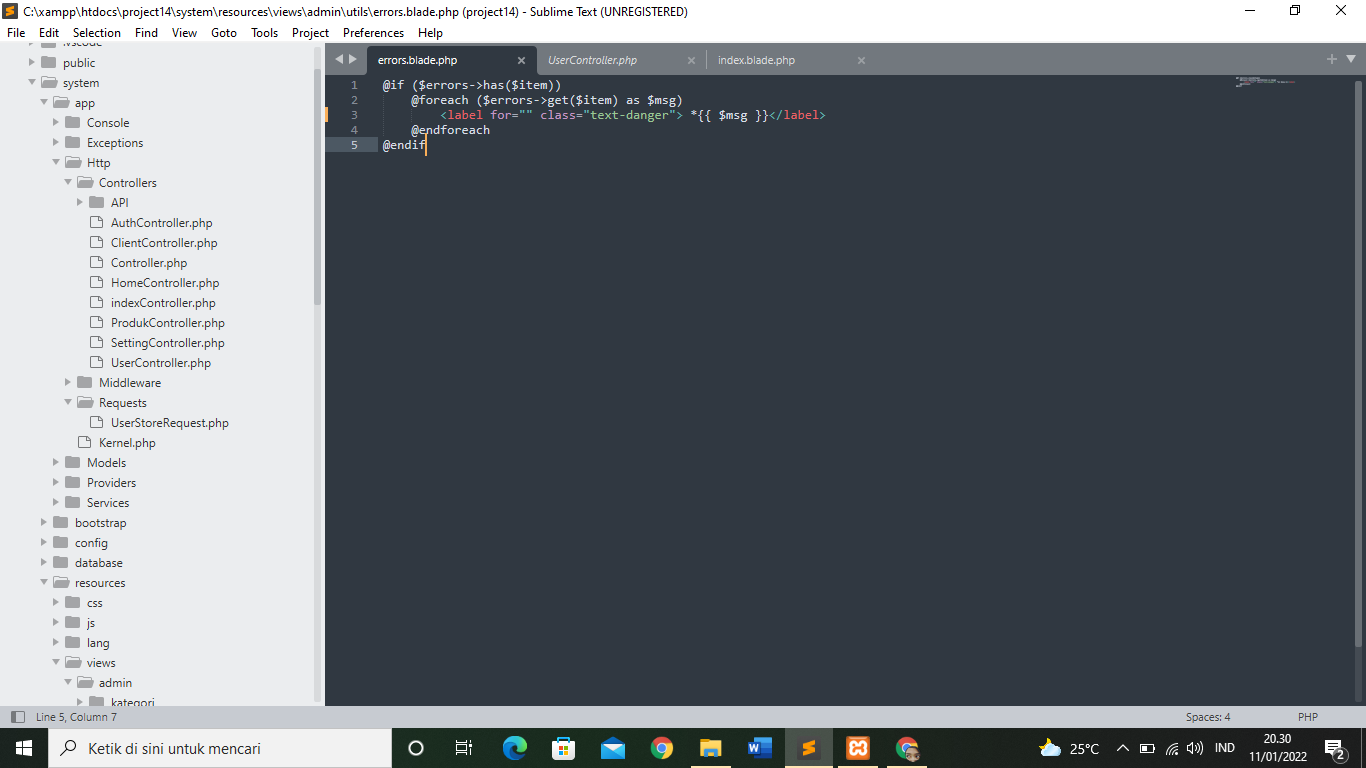 C:\xampp\htdocs\project14\system\resources\views\admin\utils\errors.blade.php (project14) - Sublime Text (UNREGISTERED)
File Edit Selection Find View Goto Tools Project Preferences Help
.vscode
public
system
app
Console
Exceptions
Http
Controllers
API
AuthController.php
ClientController.php
Controller.php
HomeController.php
indexController.php
ProdukController.php
SettingController.php
UserController.php
Middleware
Requests
UserStoreRequest.php
Kernel.php
Models
Providers
Services
bootstrap
config
database
resources
css
js
lang
views
admin
kategori
errors.blade.php UserController.php index.blade.php
1 @if ($errors->has($item))
2 @foreach ($errors->get($item) as $msg)
3 <label for="" class="text-danger"> *{{ $msg }}</label>
4 @endforeach
5 @endif
Line 5, Column 7 Spaces: 4 PHP
Ketik di sini untuk mencari 25°C IND 20.30
11/01/2022 2